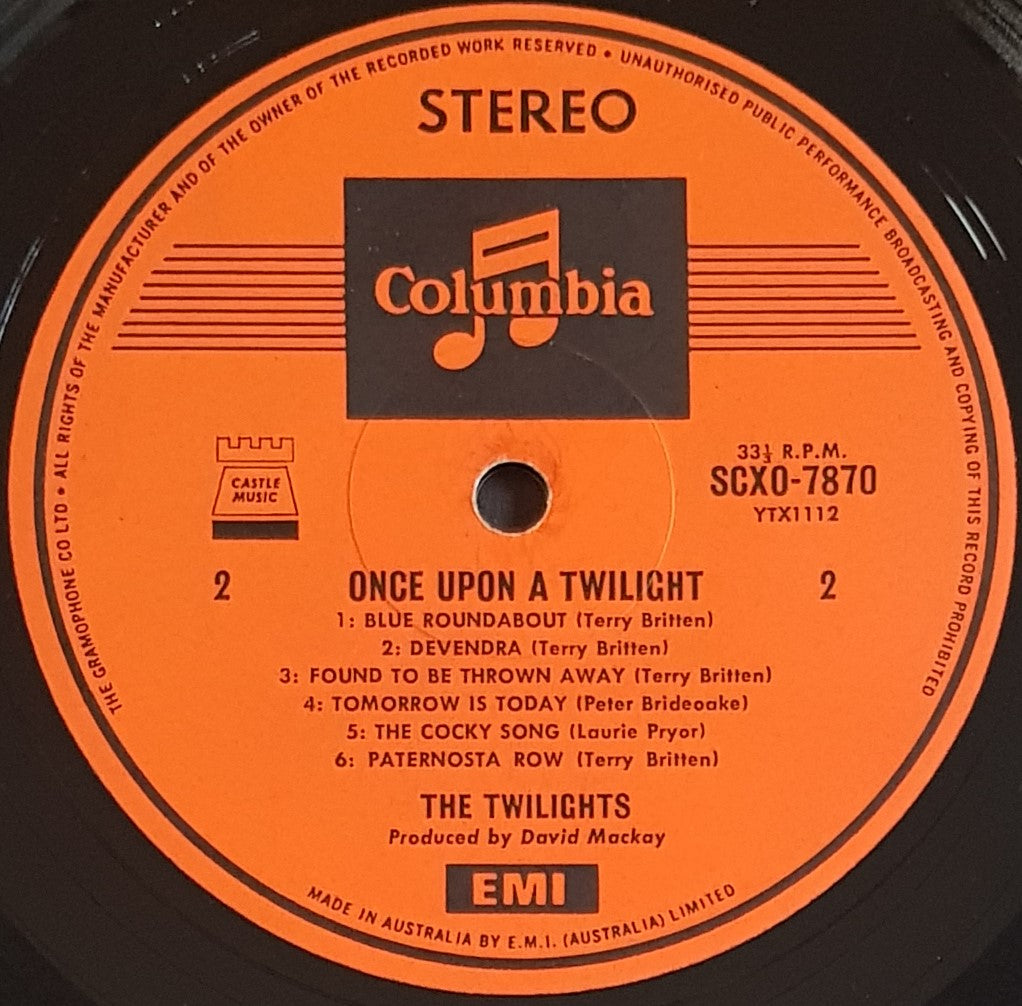 THE GRAMOPHONE CO LTD • ALL RIGHTS OF THE MANUFACTURER AND OF THE OWNER OF THE RECORDED WORK RESERVED • UNAUTHORISED PUBLIC PERFORMANCE BROADCASTING AND COPYING OF THIS RECORD PROHIBITED
STEREO
Columbia
CASTLE
MUSIC
33⅓ R.P.M.
SCXO-7870
YTX1112
2 ONCE UPON A TWILIGHT 2
1: BLUE ROUNDABOUT (Terry Britten)
2: DEVENDRA (Terry Britten)
3: FOUND TO BE THROWN AWAY (Terry Britten)
4: TOMORROW IS TODAY (Peter Brideoake)
5: THE COCKY SONG (Laurie Pryor)
6: PATERNOSTA ROW (Terry Britten)
THE TWILIGHTS
Produced by David Mackay
EMI
MADE IN AUSTRALIA BY E.M.I. (AUSTRALIA) LIMITED